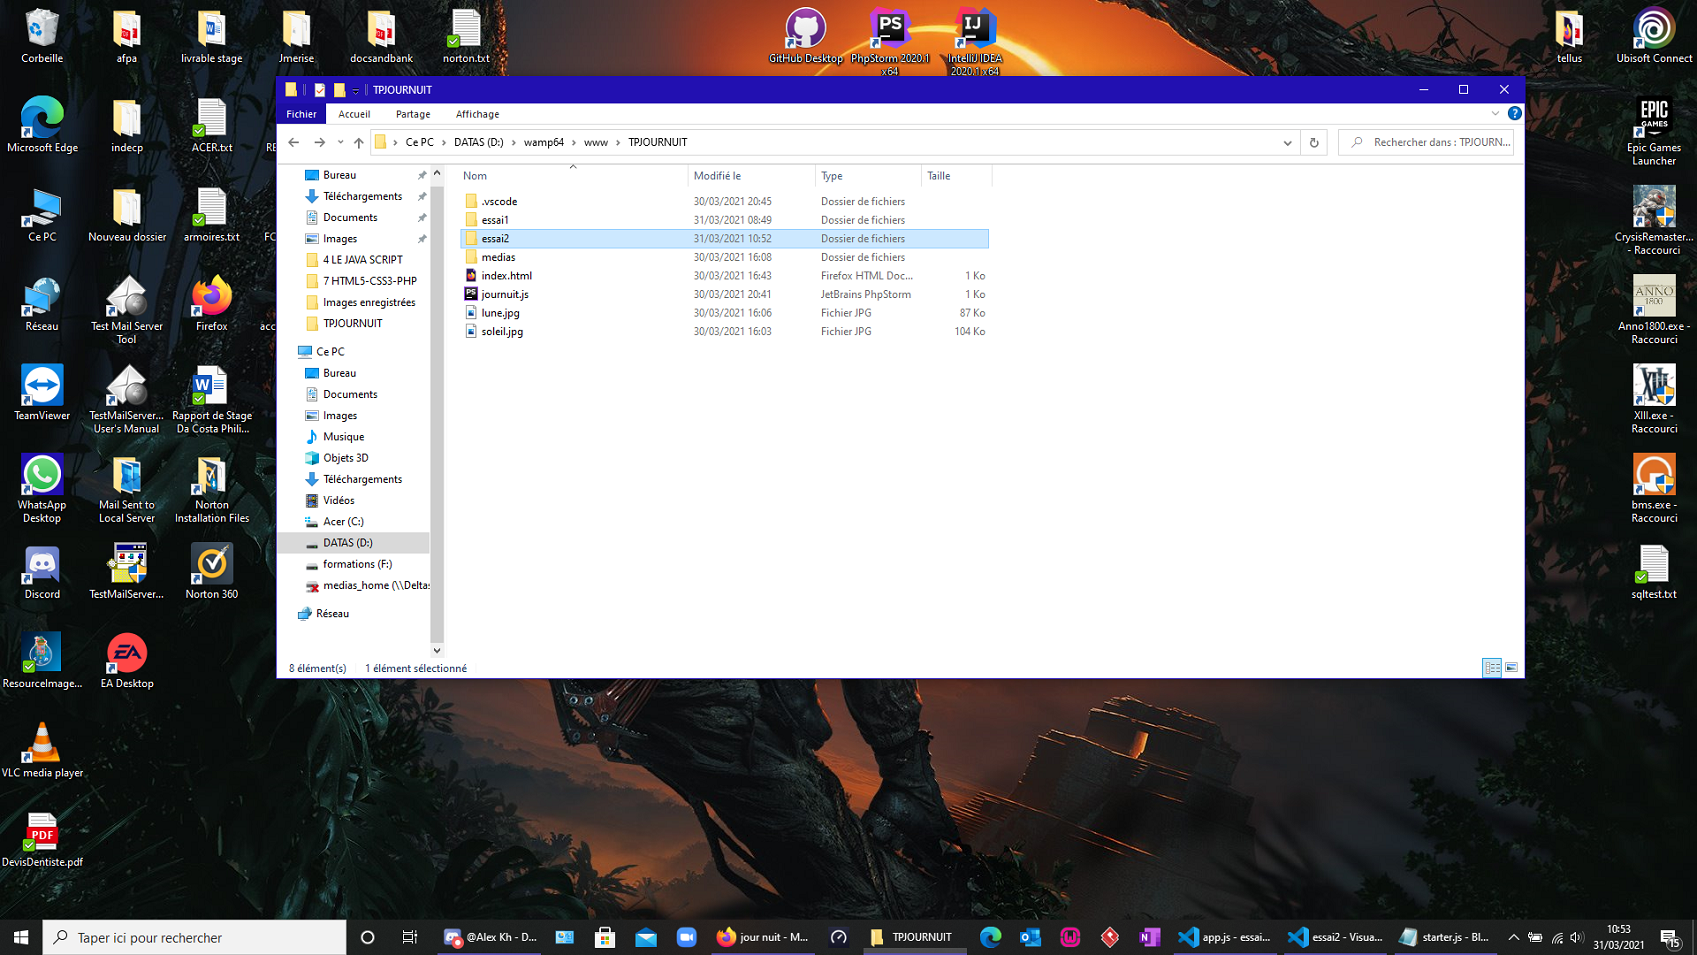 Corbeille
afpa
livrable stage
Jmerise
docsandbank
norton.txt
GitHub Desktop
PhpStorm 2020.1 x64
IntelliJ IDEA 2020.1 x64
tellus
Ubisoft Connect
TPJOURNUIT
Fichier
Accueil
Partage
Affichage
Ce PC > DATAS (D:) > wamp64 > www > TPJOURNUIT
Rechercher dans : TPJOURN...
Microsoft Edge
indecp
ACER.txt
Ce PC
Nouveau dossier
armoires.txt
Réseau
Test Mail Server Tool
Firefox
TeamViewer
TestMailServer... User's Manual
Rapport de Stage Da Costa Phili...
WhatsApp Desktop
Mail Sent to Local Server
Norton Installation Files
Discord
TestMailServer...
Norton 360
ResourceImage...
EA Desktop
VLC media player
PDF
DevisDentiste.pdf
Bureau
Téléchargements
Documents
Images
4 LE JAVA SCRIPT
7 HTML5-CSS3-PHP
Images enregistrées
TPJOURNUIT
Ce PC
Bureau
Documents
Images
Musique
Objets 3D
Téléchargements
Vidéos
Acer (C:)
DATAS (D:)
formations (F:)
medias_home (\\Delta
Réseau
Nom Modifié le Type Taille
.vscode 30/03/2021 20:45 Dossier de fichiers
essai1 31/03/2021 08:49 Dossier de fichiers
essai2 31/03/2021 10:52 Dossier de fichiers
medias 30/03/2021 16:08 Dossier de fichiers
index.html 30/03/2021 16:43 Firefox HTML Doc... 1 Ko
journuit.js 30/03/2021 20:41 JetBrains PhpStorm 1 Ko
lune.jpg 30/03/2021 16:06 Fichier JPG 87 Ko
soleil.jpg 30/03/2021 16:03 Fichier JPG 104 Ko
8 élément(s) 1 élément sélectionné
EPIC GAMES
Epic Games Launcher
CrysisRemaster... - Raccourci
ANNO 1800
Anno1800.exe - Raccourci
XIII
XIII.exe - Raccourci
bms.exe - Raccourci
sqltest.txt
Taper ici pour rechercher
@Alex Kh - D...
jour nuit - M...
TPJOURNUIT
app.js - essai...
essai2 - Visua...
starter.js - Bl...
10:53
31/03/2021
15